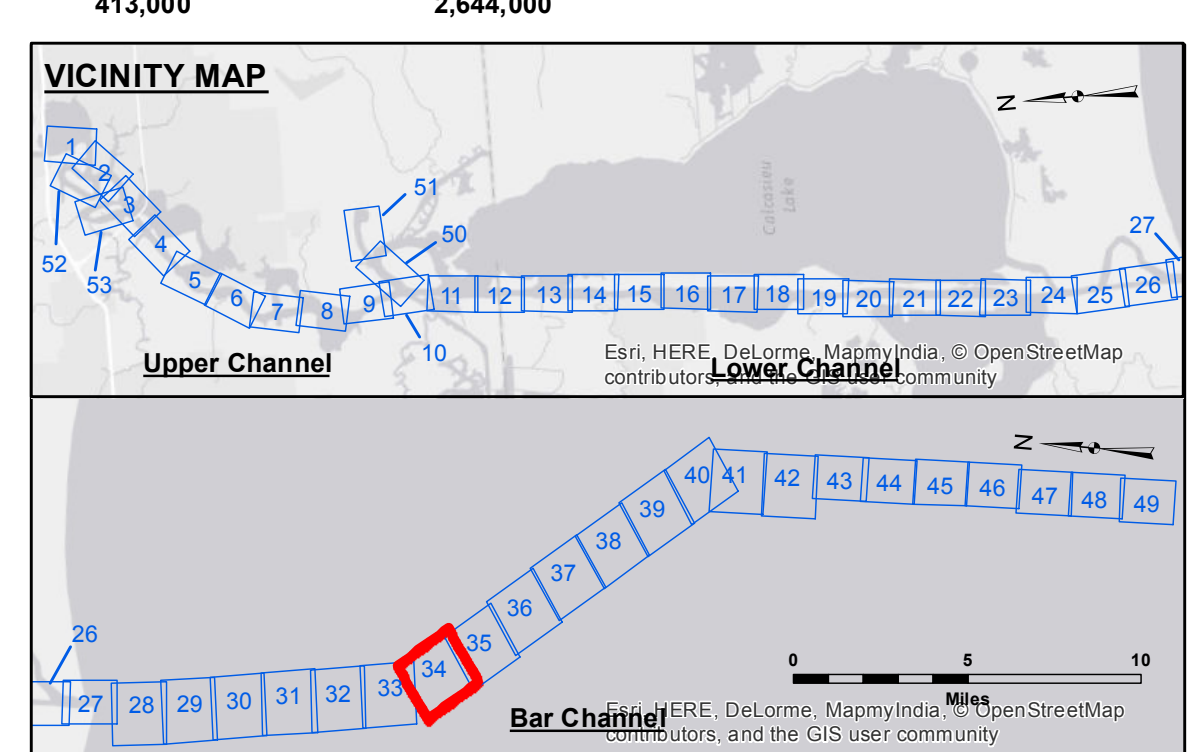 413,000 2,644,000
VICINITY MAP
N
1
2
3
4
5
6
7
8
9
10
11 12 13 14 15 16 17 18 19 20 21 22 23 24 25 26
27
50
51
52
53
Calcasieu
Lake
Upper Channel
Lower Channel
Esri, HERE, DeLorme, MapmyIndia, © OpenStreetMap
contributors, and the GIS user community
N
26
27 28 29 30 31 32 33 34 35 36 37 38 39 40 41 42 43 44 45 46 47 48 49
0 5 10
Miles
Bar Channel
Esri, HERE, DeLorme, MapmyIndia, © OpenStreetMap
contributors, and the GIS user community